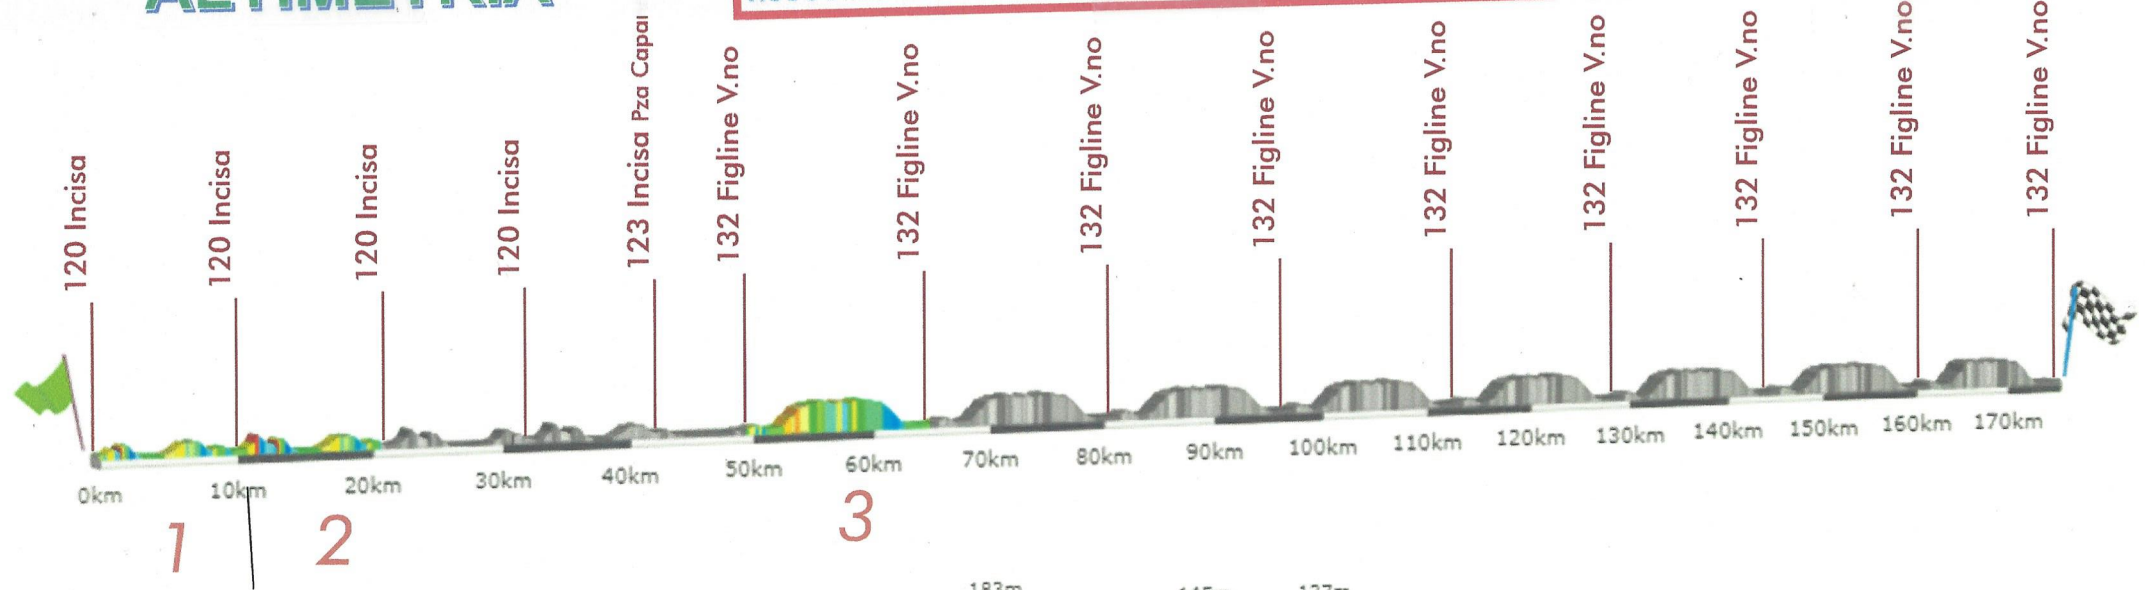 ALTIMETRIA
120 Incisa
120 Incisa
120 Incisa
120 Incisa
123 Incisa Pza
132 Figline V.no
132 Figline V.no
132 Figline V.no
132 Figline V.no
132 Figline V.no
132 Figline V.no
132 Figline V.no
132 Figline V.no
132 Figline V.no
0km 10km 20km 30km 40km 50km 60km 70km 80km 90km 100km 110km 120km 130km 140km 150km 160km 170km
1 2 3
183m